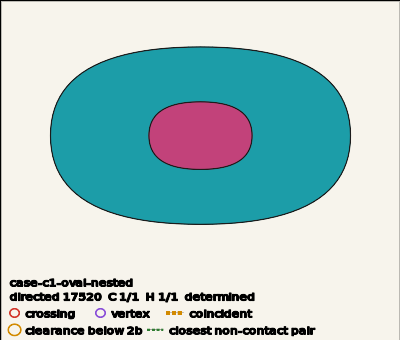 case-c1-oval-nested
directed 17520 C 1/1 H 1/1 determined
crossing vertex coincident
clearance below 2b closest non-contact pair